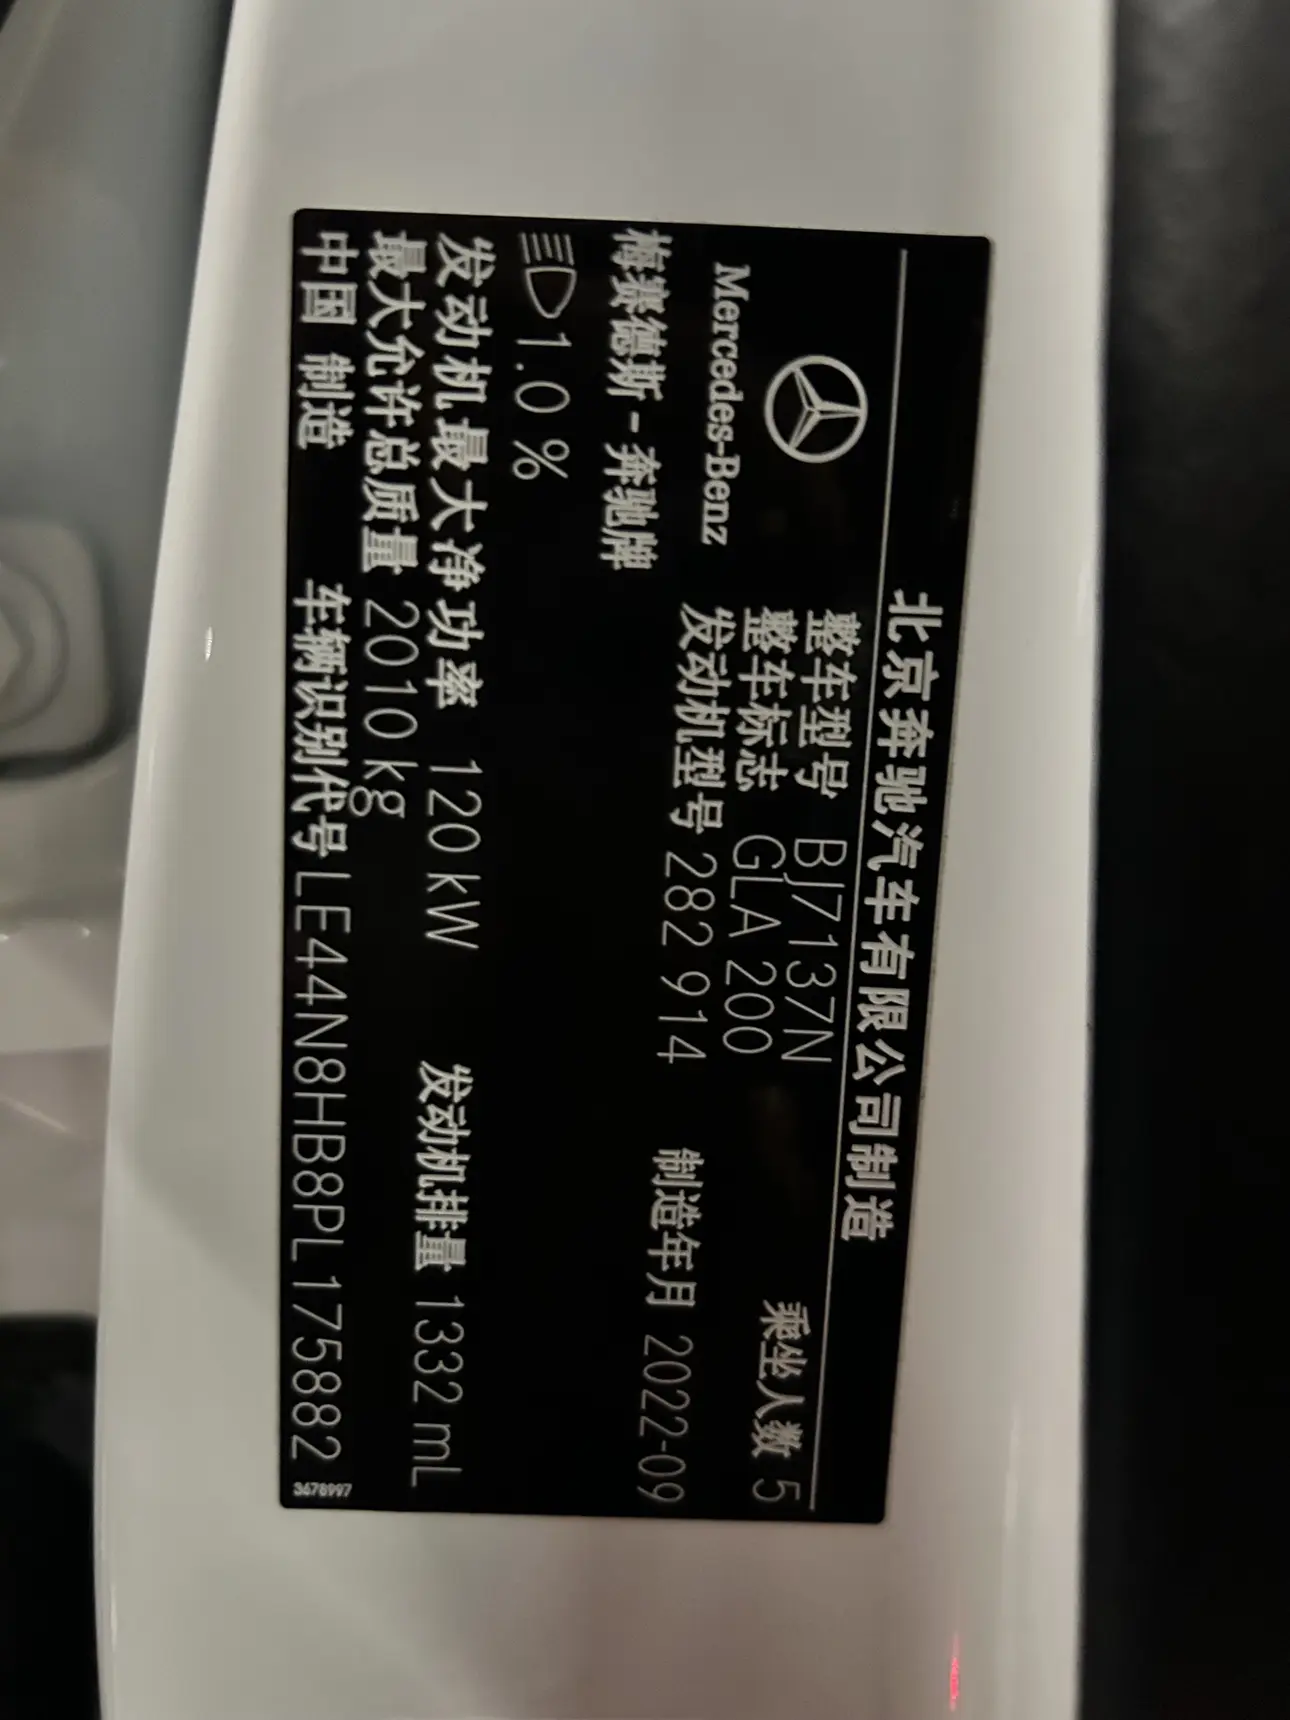 北京奔驰汽车有限公司制造
Mercedes-Benz
整车型号 BJ7137N
乘坐人数 5
整车标志 GLA 200
发动机型号 282 914
制造年月 2022-09
梅赛德斯-奔驰牌
1.0 %
发动机最大净功率 120 kW
发动机排量 1332 mL
最大允许总质量 2010 kg
中国 制造
车辆识别代号 LE44N8HB8PL175882
3678997